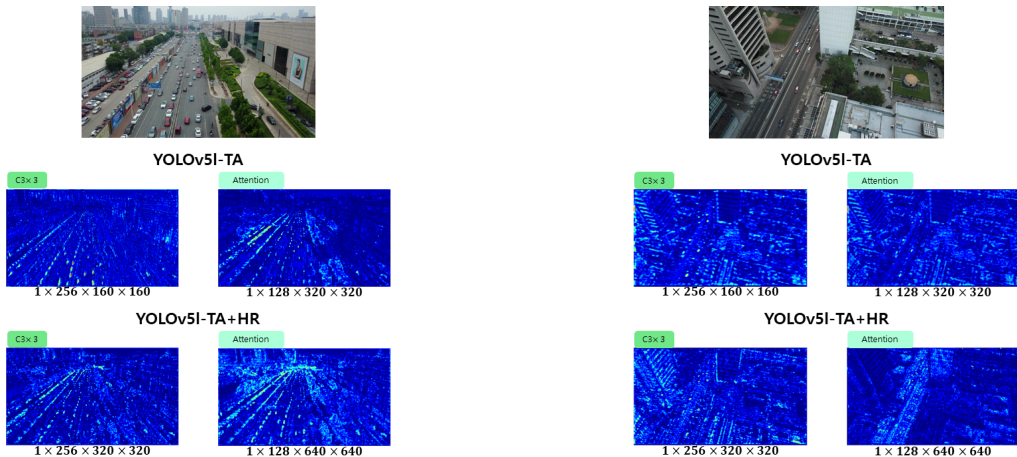 YOLOv5l-TA
YOLOv5l-TA
C3× 3
Attention
C3× 3
Attention
1 × 256 × 160 × 160
1 × 128 × 320 × 320
1 × 256 × 160 × 160
1 × 128 × 320 × 320
YOLOv5l-TA+HR
YOLOv5l-TA+HR
C3× 3
Attention
C3× 3
Attention
1 × 256 × 320 × 320
1 × 128 × 640 × 640
1 × 256 × 320 × 320
1 × 128 × 640 × 640